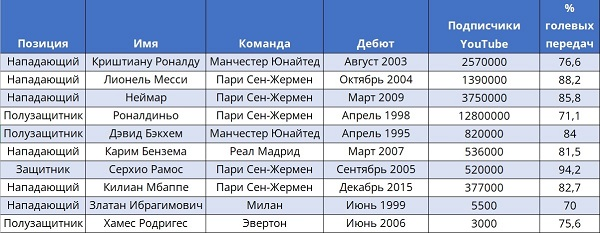 Позиция Имя Команда Дебют Подписчики YouTube % голевых передач
Нападающий Криштиану Роналду Манчестер Юнайтед Август 2003 2570000 76,6
Нападающий Лионель Месси Пари Сен-Жермен Октябрь 2004 1390000 88,2
Нападающий Неймар Пари Сен-Жермен Март 2009 3750000 85,8
Полузащитник Роналдиньо Пари Сен-Жермен Апрель 1998 12800000 71,1
Полузащитник Дэвид Бэкхем Манчестер Юнайтед Апрель 1995 820000 84
Нападающий Карим Бензема Реал Мадрид Март 2007 536000 81,5
Защитник Серхио Рамос Пари Сен-Жермен Сентябрь 2005 520000 94,2
Нападающий Килиан Мбаппе Пари Сен-Жермен Декабрь 2015 377000 82,7
Нападающий Златан Ибрагимович Милан Июнь 1999 5500 70
Полузащитник Хамес Родригес Эвертон Июнь 2006 3000 75,6